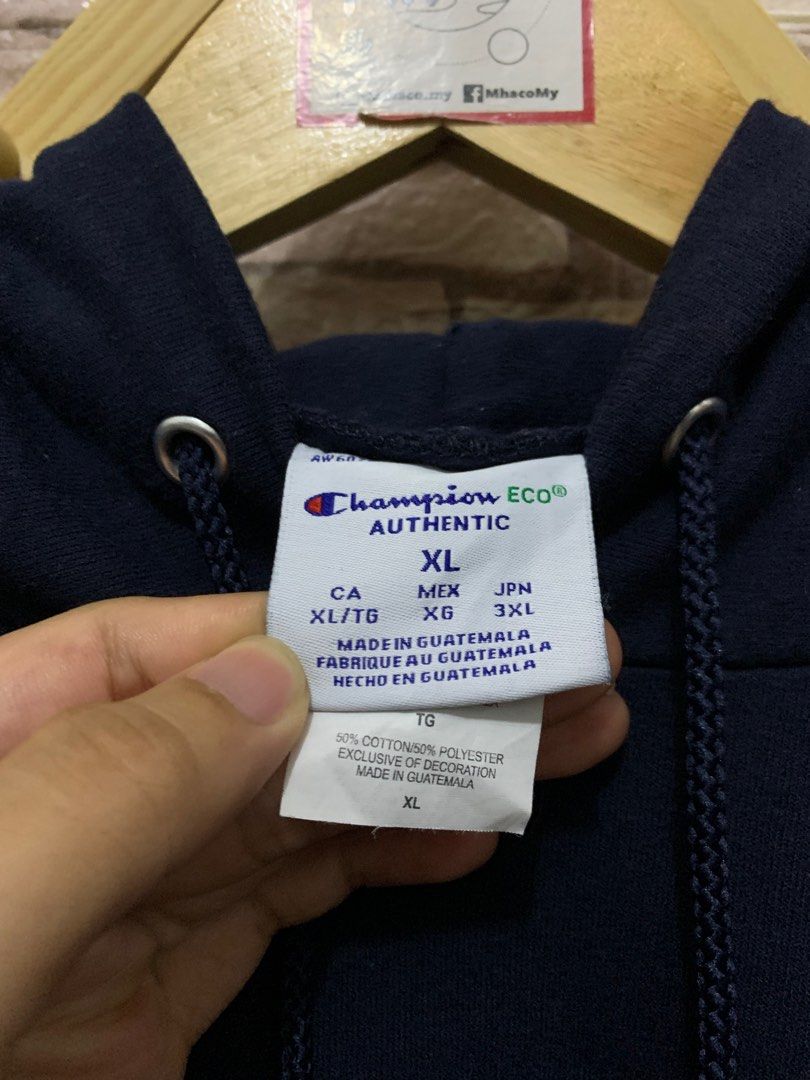 MhacoMy
Champion ECO®
AUTHENTIC
XL
CA MEX JPN
XL/TG XG 3XL
MADE IN GUATEMALA
FABRIQUE AU GUATEMALA
HECHO EN GUATEMALA
TG
50% COTTON/50% POLYESTER
EXCLUSIVE OF DECORATION
MADE IN GUATEMALA
XL